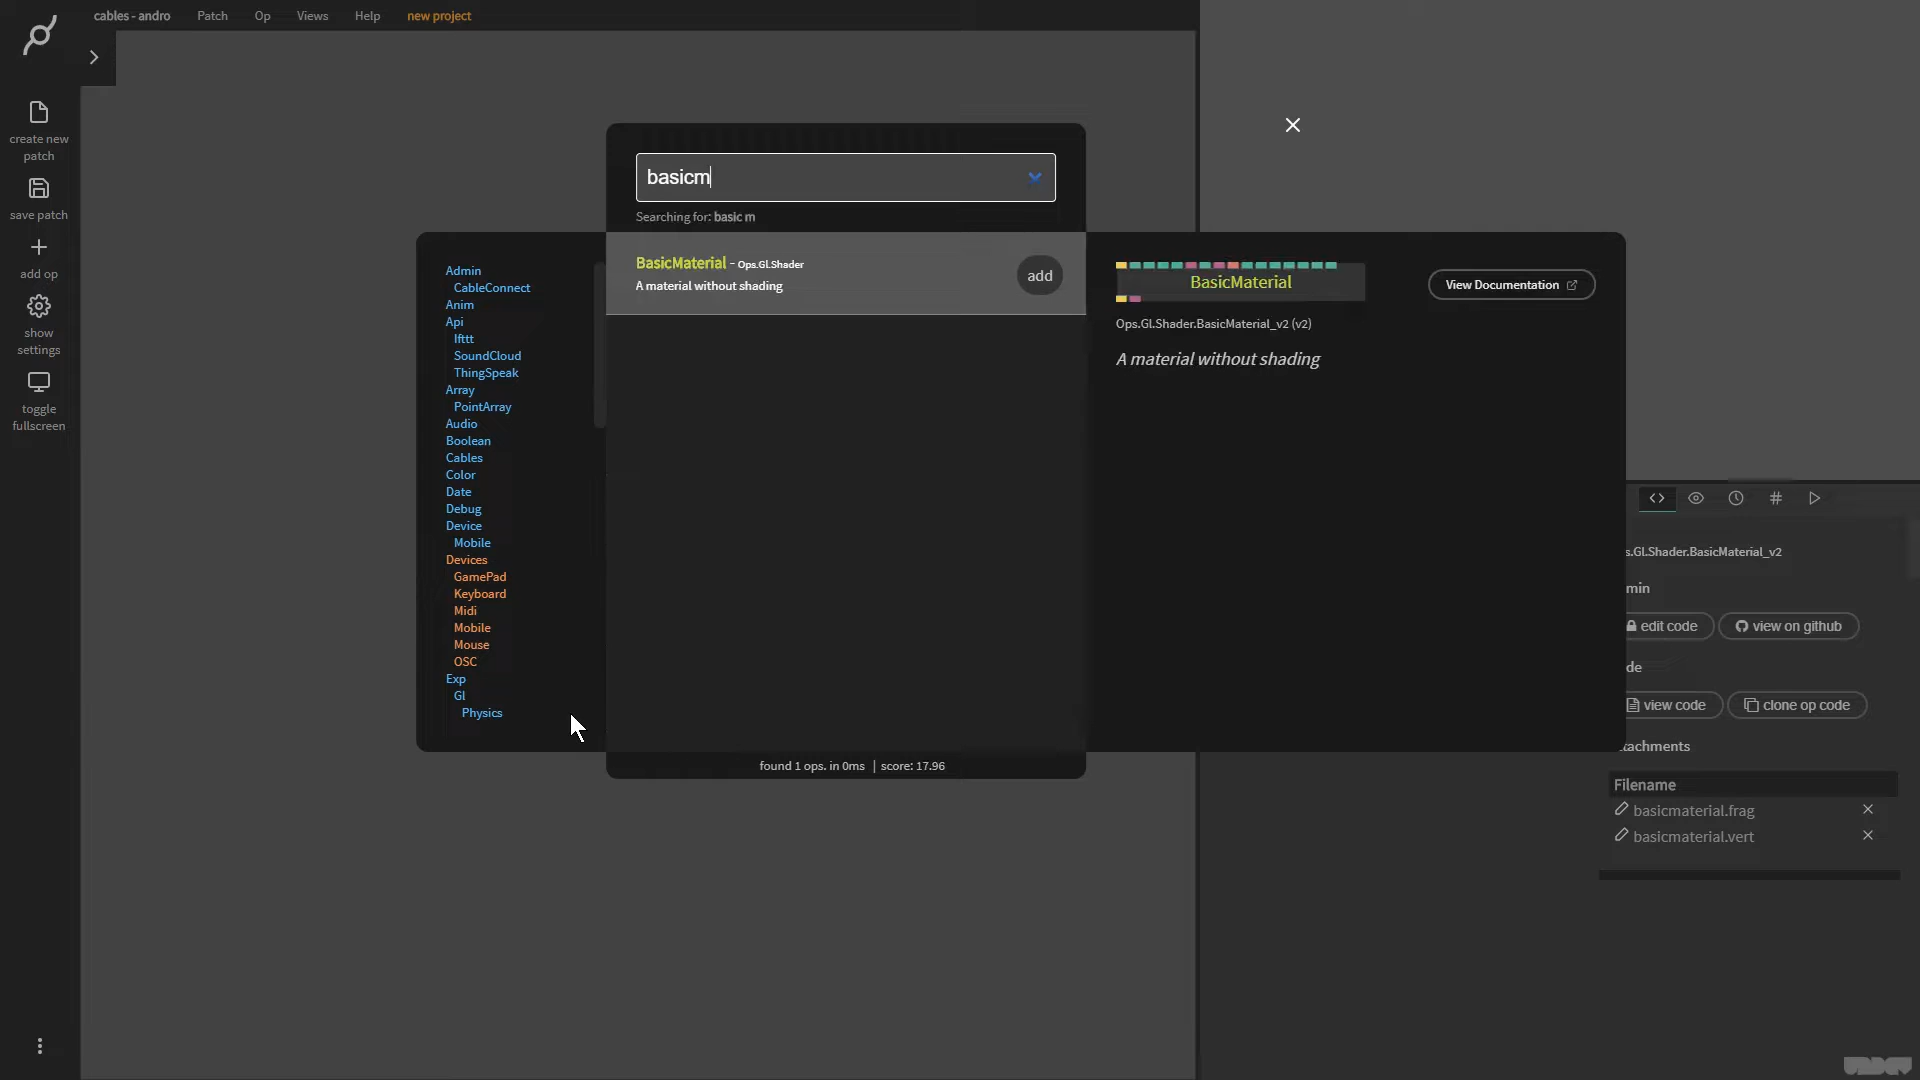 cables - andro
Patch
Op
Views
Help
new project
create new
patch
save patch
add op
show
settings
toggle
fullscreen
basicm
Searching for: basic m
BasicMaterial - Ops.Gl.Shader
A material without shading
add
Admin
CableConnect
Anim
Api
Ifttt
SoundCloud
ThingSpeak
Array
PointArray
Audio
Boolean
Cables
Color
Date
Debug
Device
Mobile
Devices
GamePad
Keyboard
Midi
Mobile
Mouse
OSC
Exp
Gl
Physics
found 1 ops. in 0ms | score: 17.96
BasicMaterial
View Documentation
Ops.Gl.Shader.BasicMaterial_v2 (v2)
A material without shading
s.Gl.Shader.BasicMaterial_v2
min
edit code
view on github
de
view code
clone op code
tachments
Filename
basicmaterial.frag
basicmaterial.vert